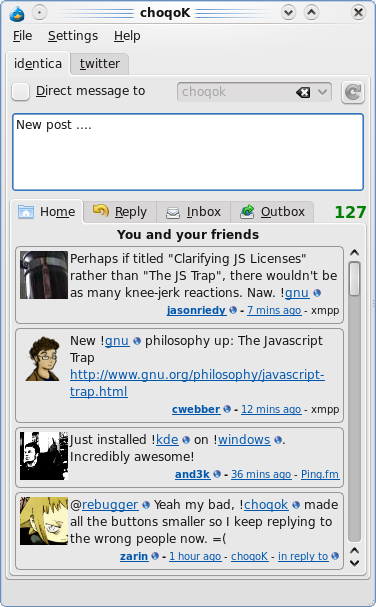 choqoK
File Settings Help
identica twitter
Direct message to choqok
New post ....
Home Reply Inbox Outbox 127
You and your friends
Perhaps if titled "Clarifying JS Licenses"
rather than "The JS Trap", there wouldn't be
as many knee-jerk reactions. Naw. !gnu
jasonriedy - 7 mins ago - xmpp
New !gnu philosophy up: The Javascript
Trap
http://www.gnu.org/philosophy/javascript-
trap.html
cwebber - 12 mins ago - xmpp
Just installed !kde on !windows.
Incredibly awesome!
and3k - 36 mins ago - Ping.fm
@rebugger Yeah my bad, !choqok made
all the buttons smaller so I keep replying to
the wrong people now. =(
zarin - 1 hour ago - choqoK - in reply to